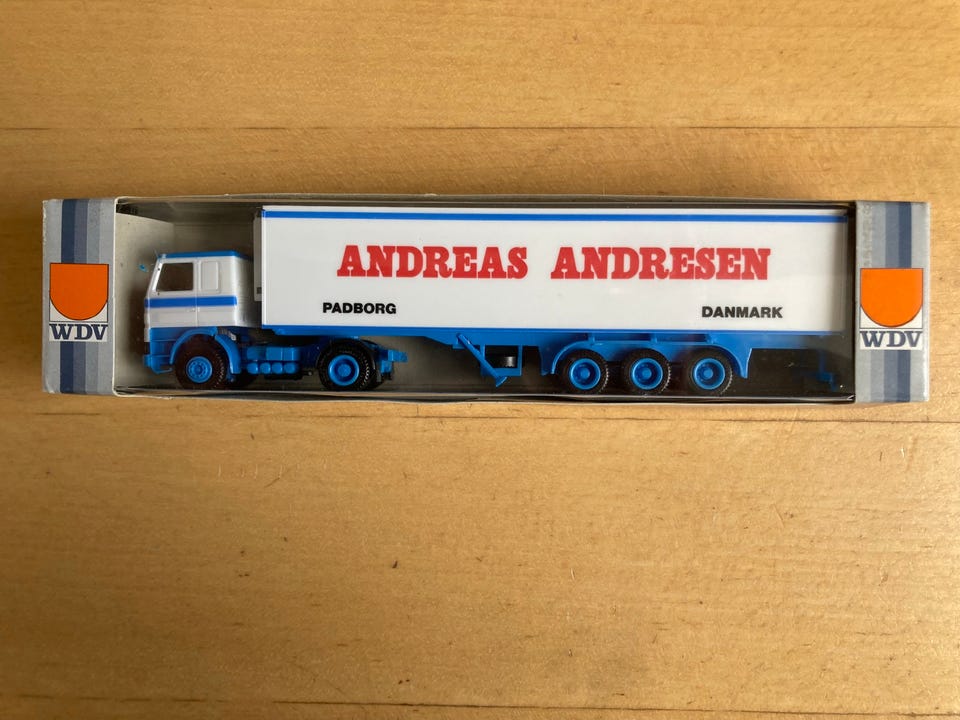 ANDREAS ANDRESEN
PADBORG DANMARK
WDV
WDV